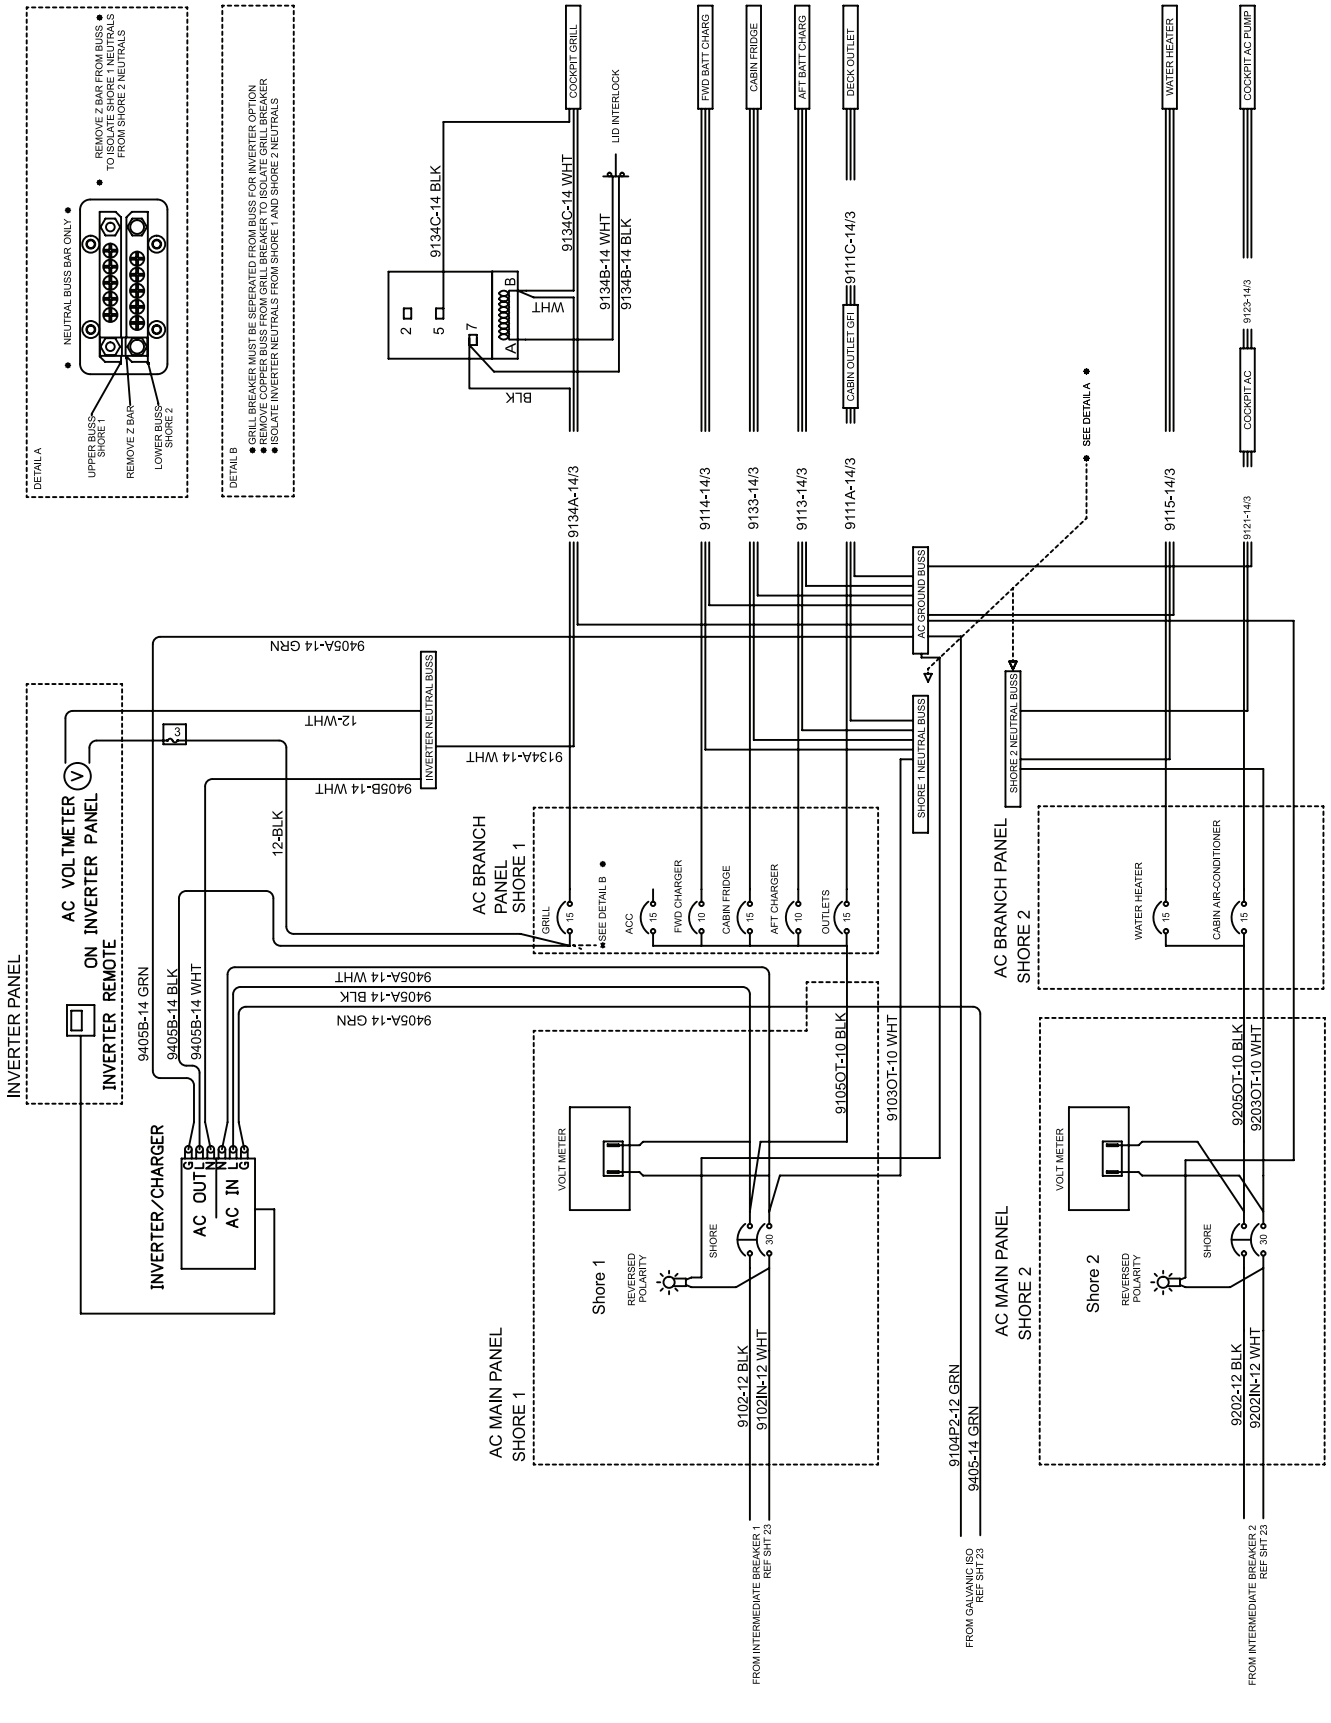 DETAIL A
NEUTRAL BUSS BAR ONLY
REMOVE Z BAR FROM BUSS
TO ISOLATE SHORE 1 NEUTRALS
FROM SHORE 2 NEUTRALS
UPPER BUSS
SHORE 1
REMOVE Z BAR
LOWER BUSS
SHORE 2
DETAIL B
GRILL BREAKER MUST BE SEPERATED FROM BUSS FOR INVERTER OPTION
REMOVE COPPER BUSS FROM GRILL BREAKER TO ISOLATE GRILL BREAKER
ISOLATE INVERTER NEUTRALS FROM SHORE 1 AND SHORE 2 NEUTRALS
INVERTER PANEL
AC VOLTMETER
ON INVERTER PANEL
V
INVERTER REMOTE
3
9405B-14 GRN
9405B-14 BLK
9405B-14 WHT
INVERTER/CHARGER
G
L
N
N
L
G
AC OUT
AC IN
9405A-14 GRN
12-WHT
9405B-14 WHT
12-BLK
INVERTER NEUTRAL BUSS
9134A-14 WHT
9405A-14 WHT
9405A-14 BLK
9405A-14 GRN
2
5
7
A
B
BLK
WHT
9134C-14 BLK
9134C-14 WHT
9134B-14 WHT
9134B-14 BLK
LID INTERLOCK
COCKPIT GRILL
FWD BATT CHARG
CABIN FRIDGE
AFT BATT CHARG
DECK OUTLET
WATER HEATER
COCKPIT AC PUMP
9111C-14/3
CABIN OUTLET GFI
9123-14/3
COCKPIT AC
SEE DETAIL A
9134A-14/3
9114-14/3
9133-14/3
9113-14/3
9111A-14/3
9115-14/3
9121-14/3
AC GROUND BUSS
SHORE 1 NEUTRAL BUSS
SHORE 2 NEUTRAL BUSS
AC BRANCH
PANEL
SHORE 1
GRILL
15
SEE DETAIL B
ACC
15
FWD CHARGER
10
CABIN FRIDGE
15
AFT CHARGER
10
OUTLETS
15
AC BRANCH PANEL
SHORE 2
WATER HEATER
15
CABIN AIR-CONDITIONER
15
9105OT-10 BLK
9103OT-10 WHT
9205OT-10 BLK
9203OT-10 WHT
AC MAIN PANEL
SHORE 1
VOLT METER
Shore 1
REVERSED
POLARITY
SHORE
30
9102-12 BLK
9102IN-12 WHT
FROM INTERMEDIATE BREAKER 1
REF SHT 23
9104P2-12 GRN
9405-14 GRN
FROM GALVANIC ISO
REF SHT 23
AC MAIN PANEL
SHORE 2
VOLT METER
Shore 2
REVERSED
POLARITY
SHORE
30
9202-12 BLK
9202IN-12 WHT
FROM INTERMEDIATE BREAKER 2
REF SHT 23